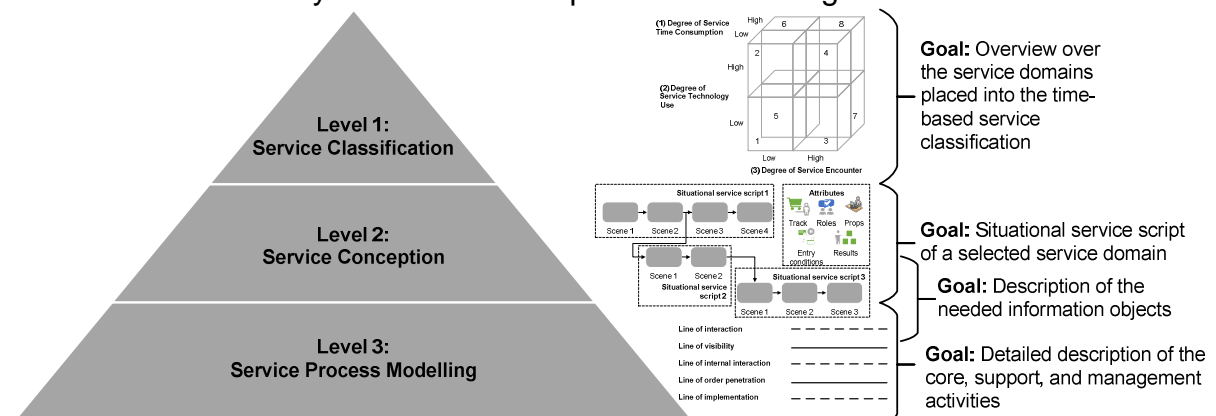 Level 1:
Service Classification
Level 2:
Service Conception
Level 3:
Service Process Modelling
(1) Degree of Service
Time Consumption
High
Low
6
8
2
4
High
(2) Degree of
Service Technology
Use
Low
5
7
1
3
Low
High
(3) Degree of Service Encounter
Situational service script 1
Scene 1
Scene 2
Scene 3
Scene 4
Attributes
Track
Roles
Props
Entry
conditions
Results
Scene 1
Scene 2
Situational service
script 2
Situational service script 3
Scene 1
Scene 2
Scene 3
Line of interaction
Line of visibility
Line of internal interaction
Line of order penetration
Line of implementation
Goal: Overview over
the service domains
placed into the time-
based service
classification
Goal: Situational service script
of a selected service domain
Goal: Description of the
needed information objects
Goal: Detailed description of the
core, support, and management
activities